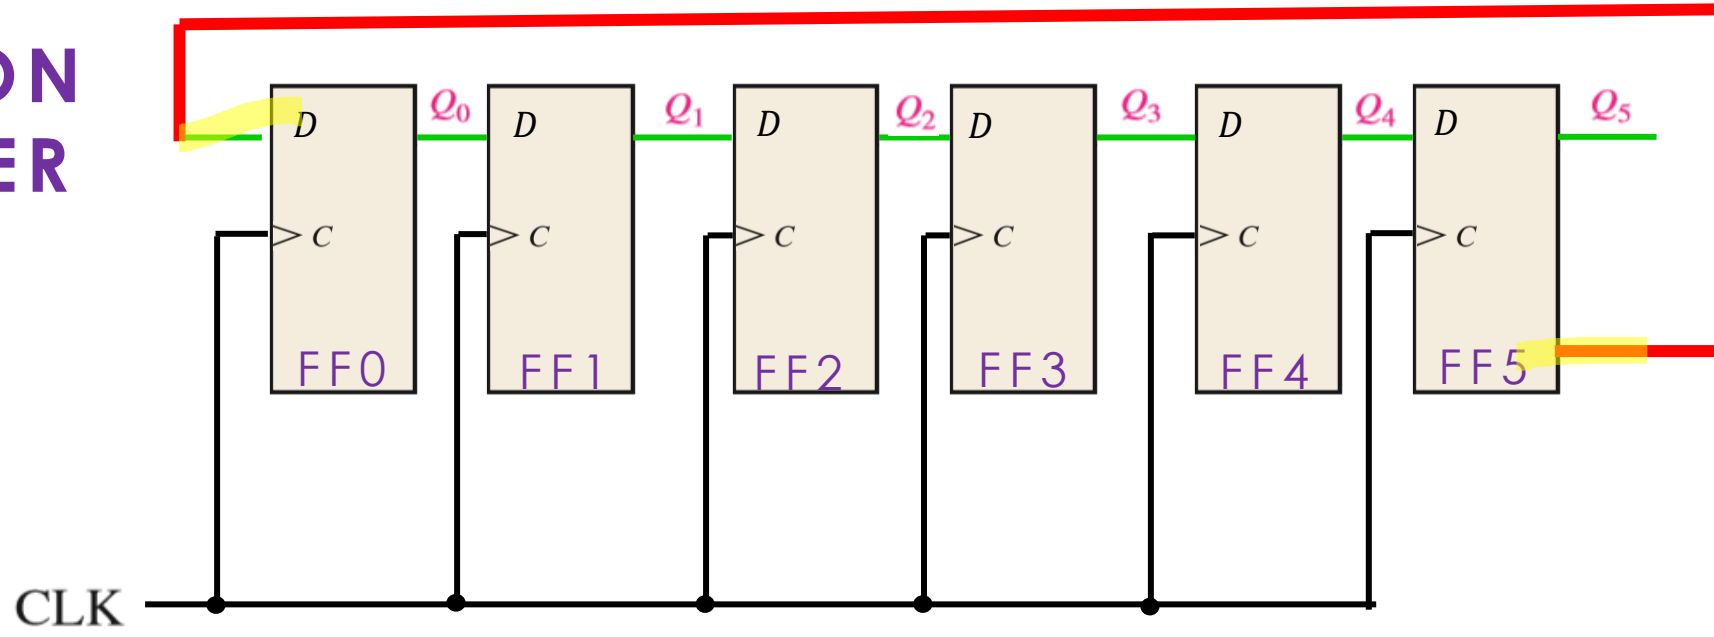 ON
ER
D Q0 D Q1 D Q2 D Q3 D Q4 D Q5
C C C C C C
FF0 FF1 FF2 FF3 FF4 FF5
CLK